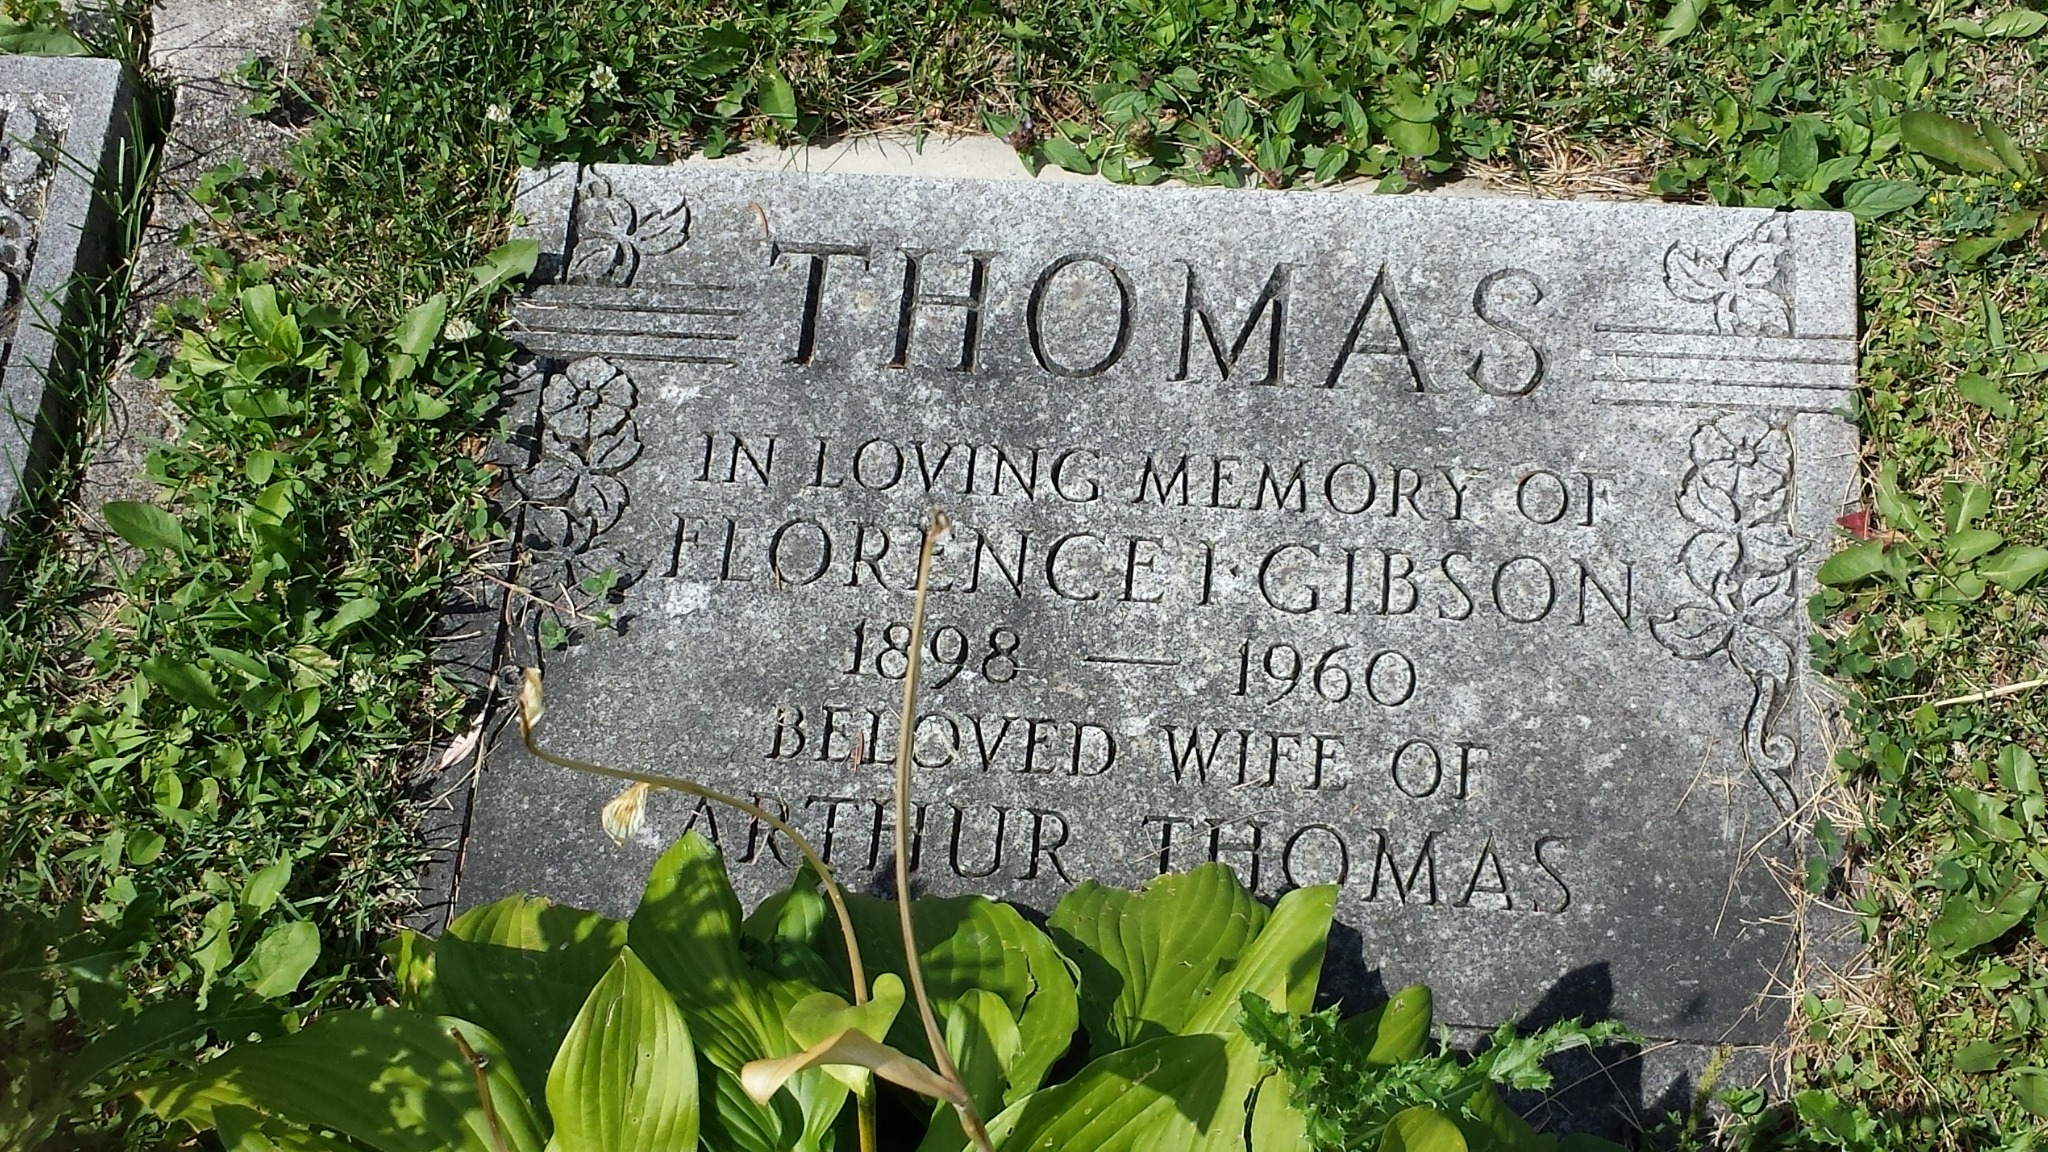 THOMAS
IN LOVING MEMORY OF
FLORENCE I · GIBSON
1898 — 1960
BELOVED WIFE OF
ARTHUR THOMAS